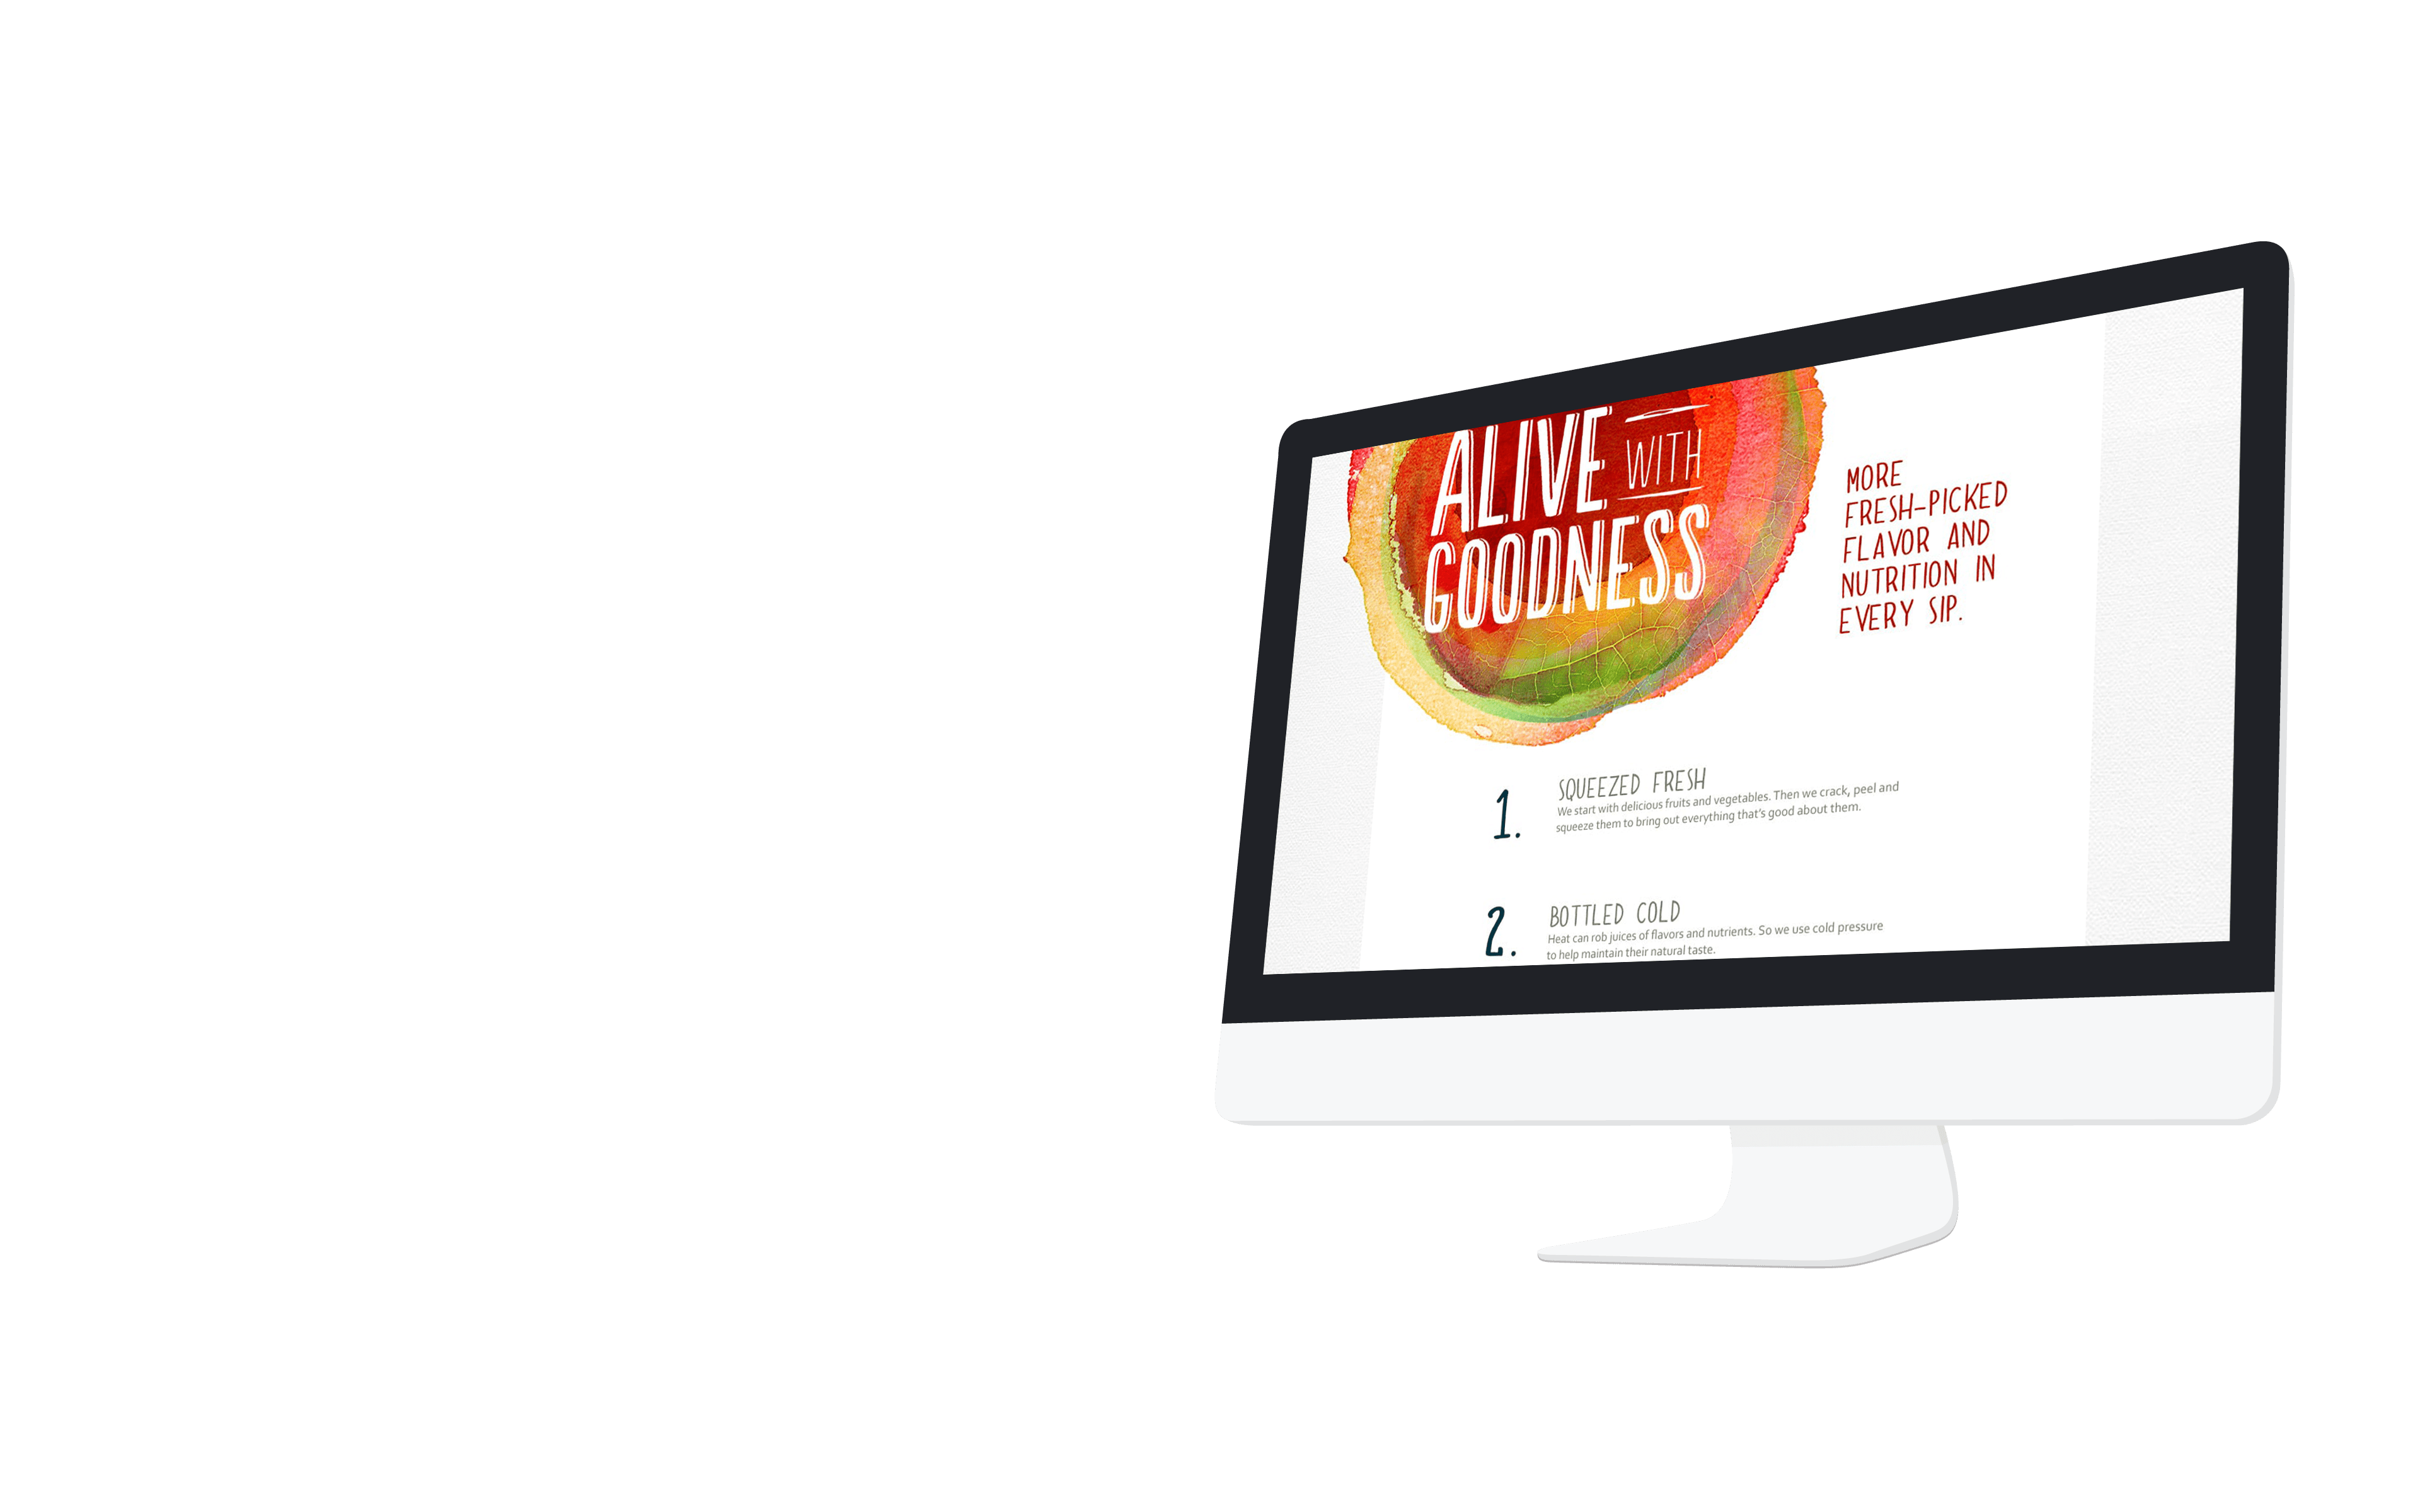 ALIVE WITH
GOODNESS
MORE
FRESH-PICKED
FLAVOR AND
NUTRITION IN
EVERY SIP.
1.
SQUEEZED FRESH
We start with delicious fruits and vegetables. Then we crack, peel and
squeeze them to bring out everything that's good about them.
2.
BOTTLED COLD
Heat can rob juices of flavors and nutrients. So we use cold pressure
to help maintain their natural taste.